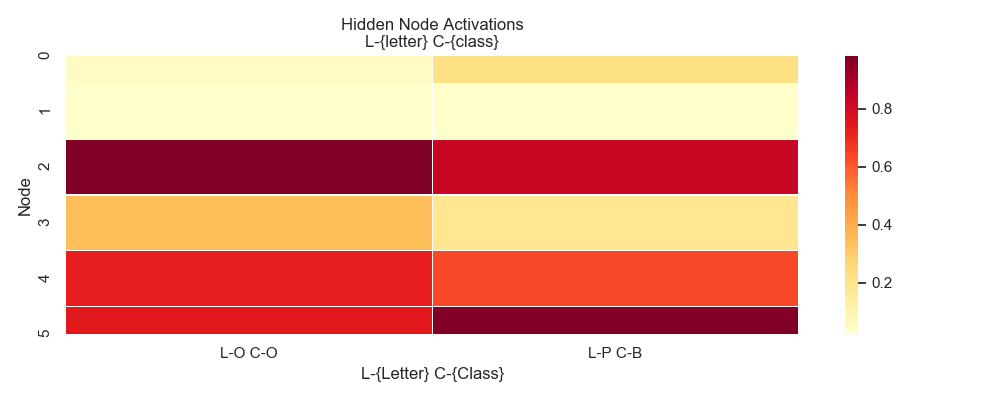 Hidden Node Activations
L-{letter} C-{class}
0
1
2
3
4
5
Node
L-O C-O
L-P C-B
L-{Letter} C-{Class}
0.8
0.6
0.4
0.2